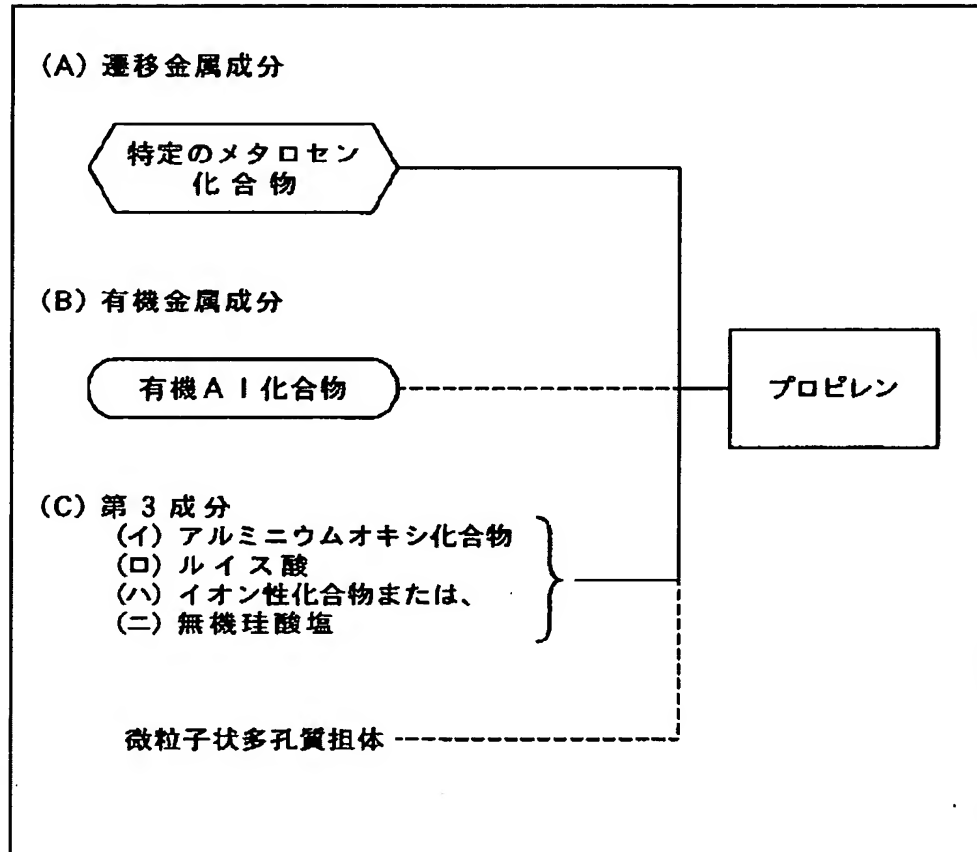 (A) 遷移金属成分
特定のメタロセン
化合物
(B) 有機金属成分
有機Al化合物
プロピレン
(C) 第3成分
(イ) アルミニウムオキシ化合物
(ロ) ルイス酸
(ハ) イオン性化合物または、
(ニ) 無機珪酸塩
微粒子状多孔質担体